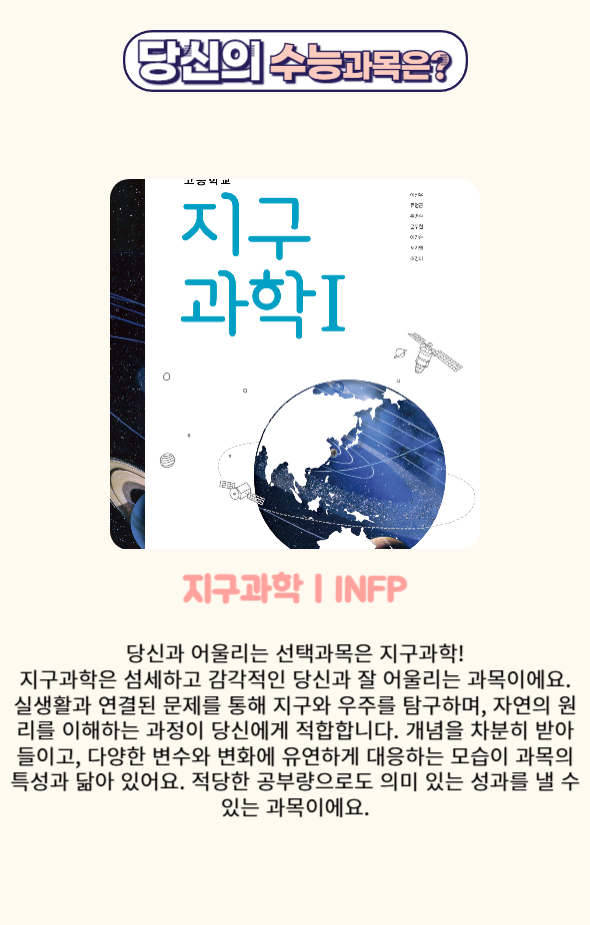 당신의 수능과목은?
고등학교
지구
과학 I
지구과학 I INFP
당신과 어울리는 선택과목은 지구과학!
지구과학은 섬세하고 감각적인 당신과 잘 어울리는 과목이에요.
실생활과 연결된 문제를 통해 지구와 우주를 탐구하며, 자연의 원
리를 이해하는 과정이 당신에게 적합합니다. 개념을 차분히 받아
들이고, 다양한 변수와 변화에 유연하게 대응하는 모습이 과목의
특성과 닮아 있어요. 적당한 공부량으로도 의미 있는 성과를 낼 수
있는 과목이에요.